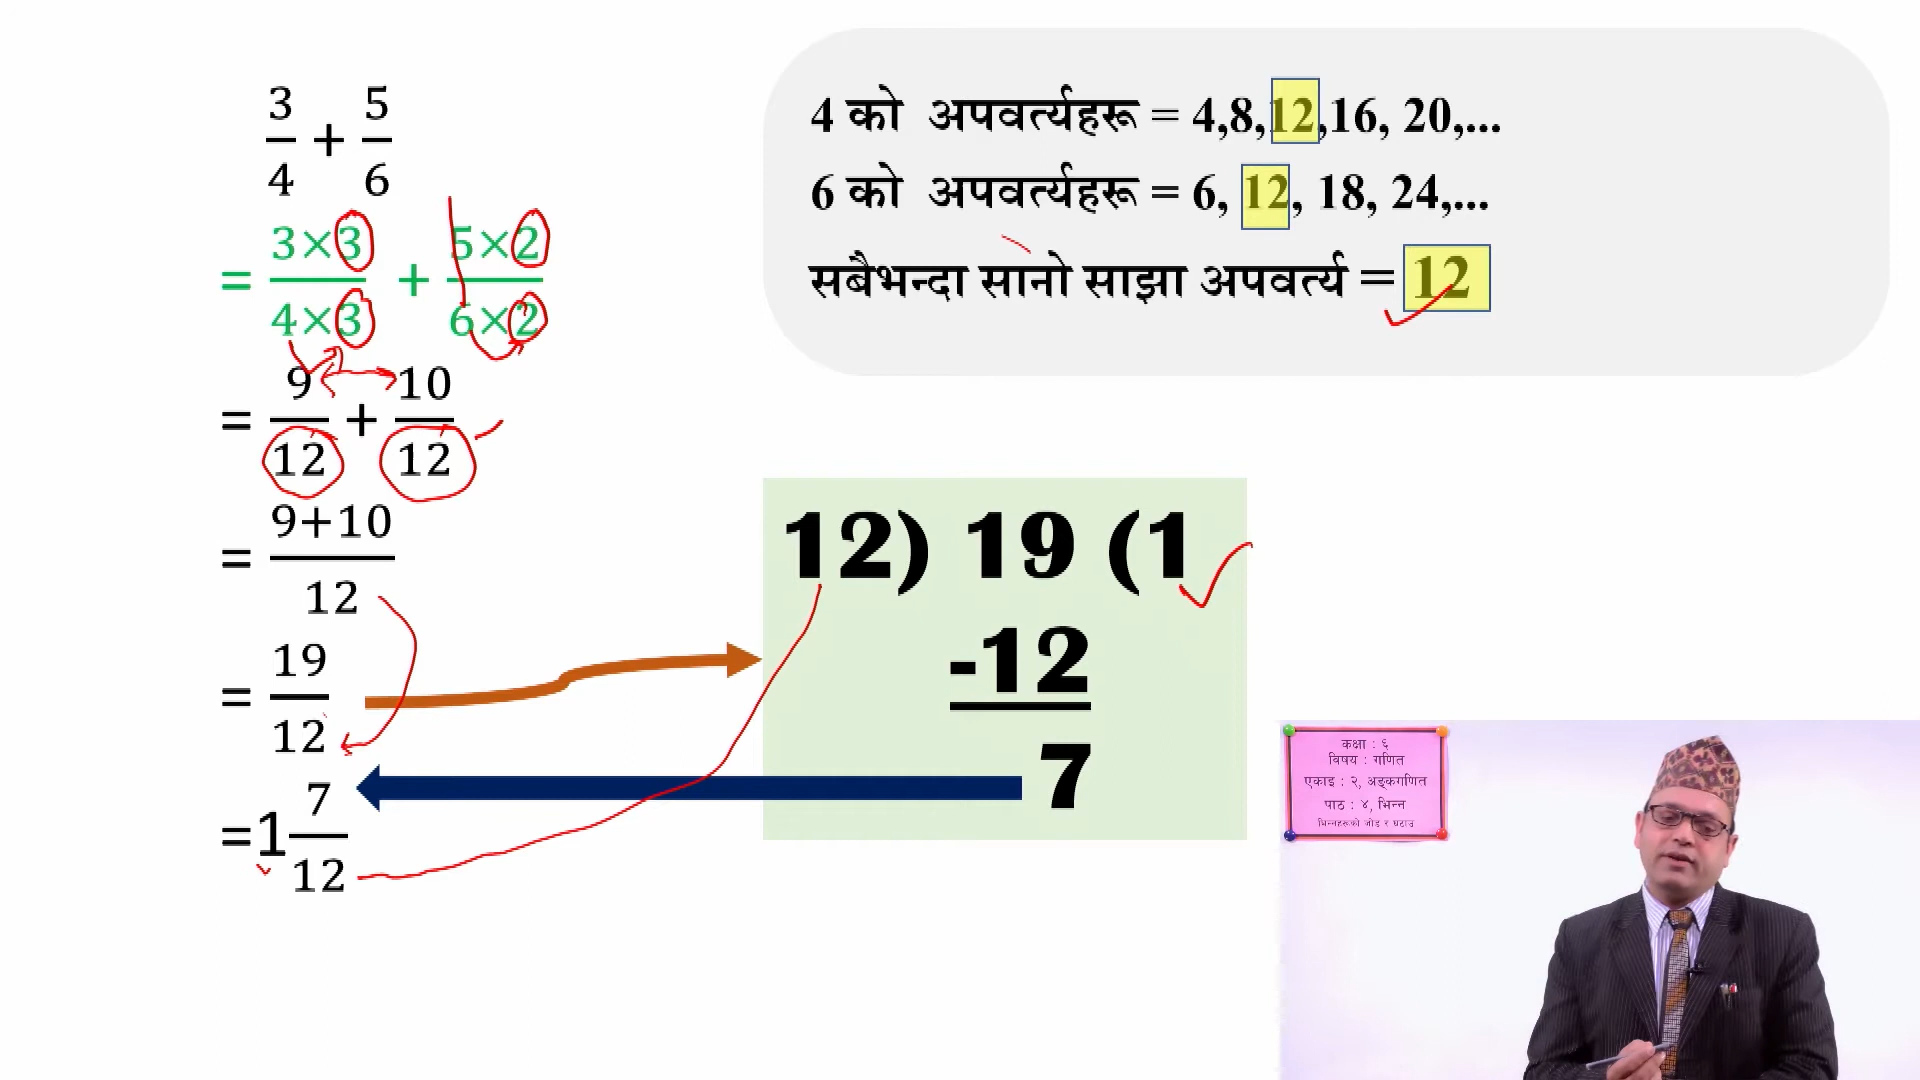 3/4 + 5/6
= 3×3/4×3 + 5×2/6×2
= 9/12 + 10/12
= 9+10/12
= 19/12
=1 7/12
4 को अपवर्त्यहरू = 4,8,12,16, 20,...
6 को अपवर्त्यहरू = 6, 12, 18, 24,...
सबैभन्दा सानो साझा अपवर्त्य = 12
12) 19 (1
-12
7
कक्षा : ६
विषय : गणित
एकाइ : २, अङ्कगणित
पाठ : ४, भिन्न
भिन्नहरूको जोड र घटाउ